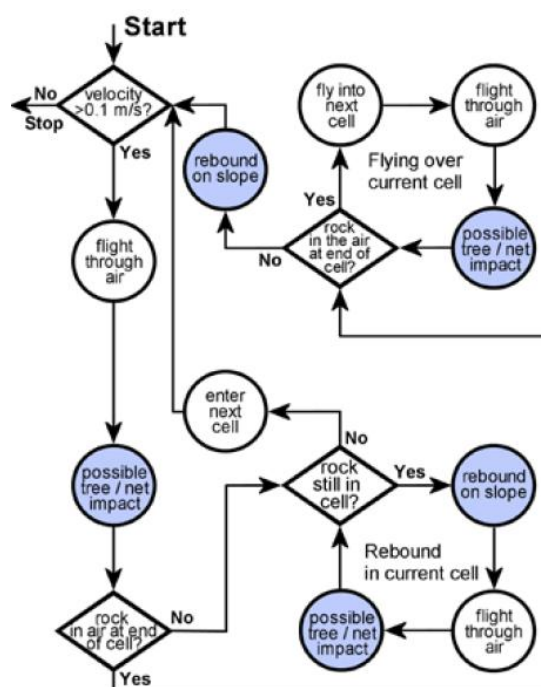 Start
velocity
>0.1 m/s?
No
Stop
Yes
flight
through
air
possible
tree / net
impact
rock
in air at end
of cell?
No
Yes
rebound
on slope
fly into
next
cell
flight
through
air
Flying over
current cell
Yes
rock
in the air
at end of
cell?
No
possible
tree / net
impact
enter
next
cell
No
rock
still in
cell?
Yes
rebound
on slope
Rebound
in current cell
possible
tree / net
impact
flight
through
air